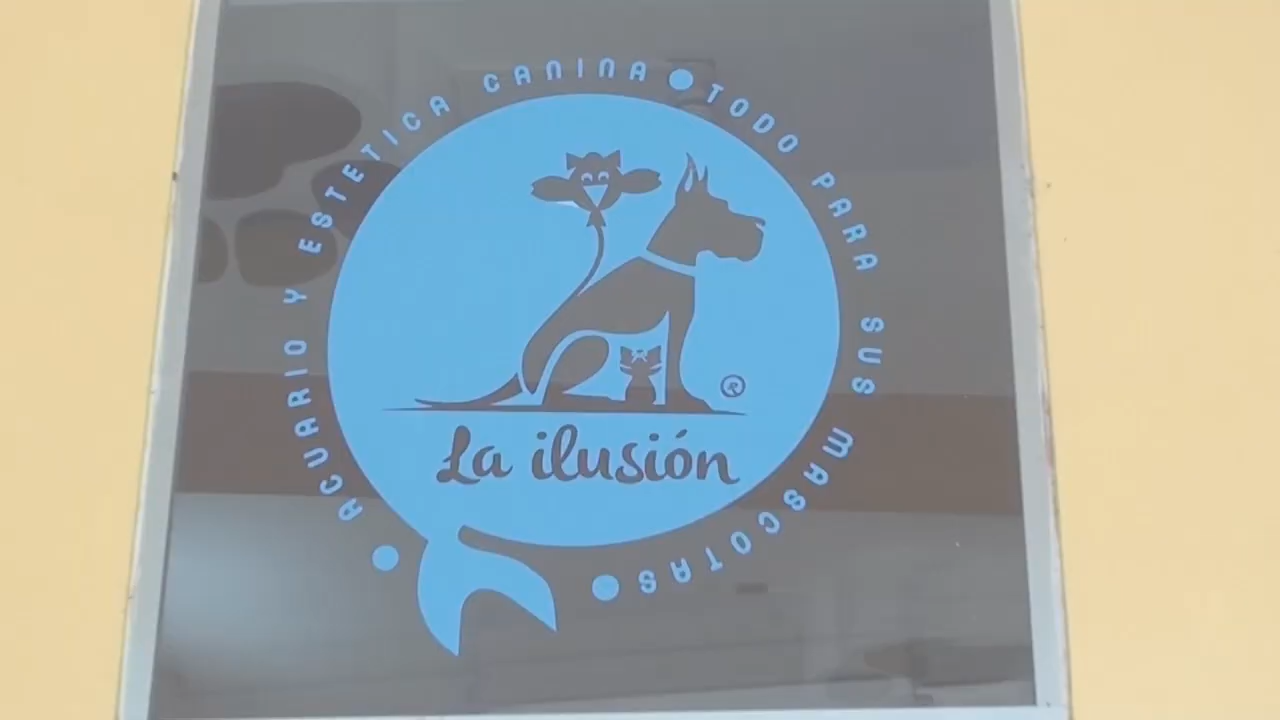 ACUARIO Y ESTETICA CANINA • TODO PARA SUS MASCOTAS •
®
La ilusión